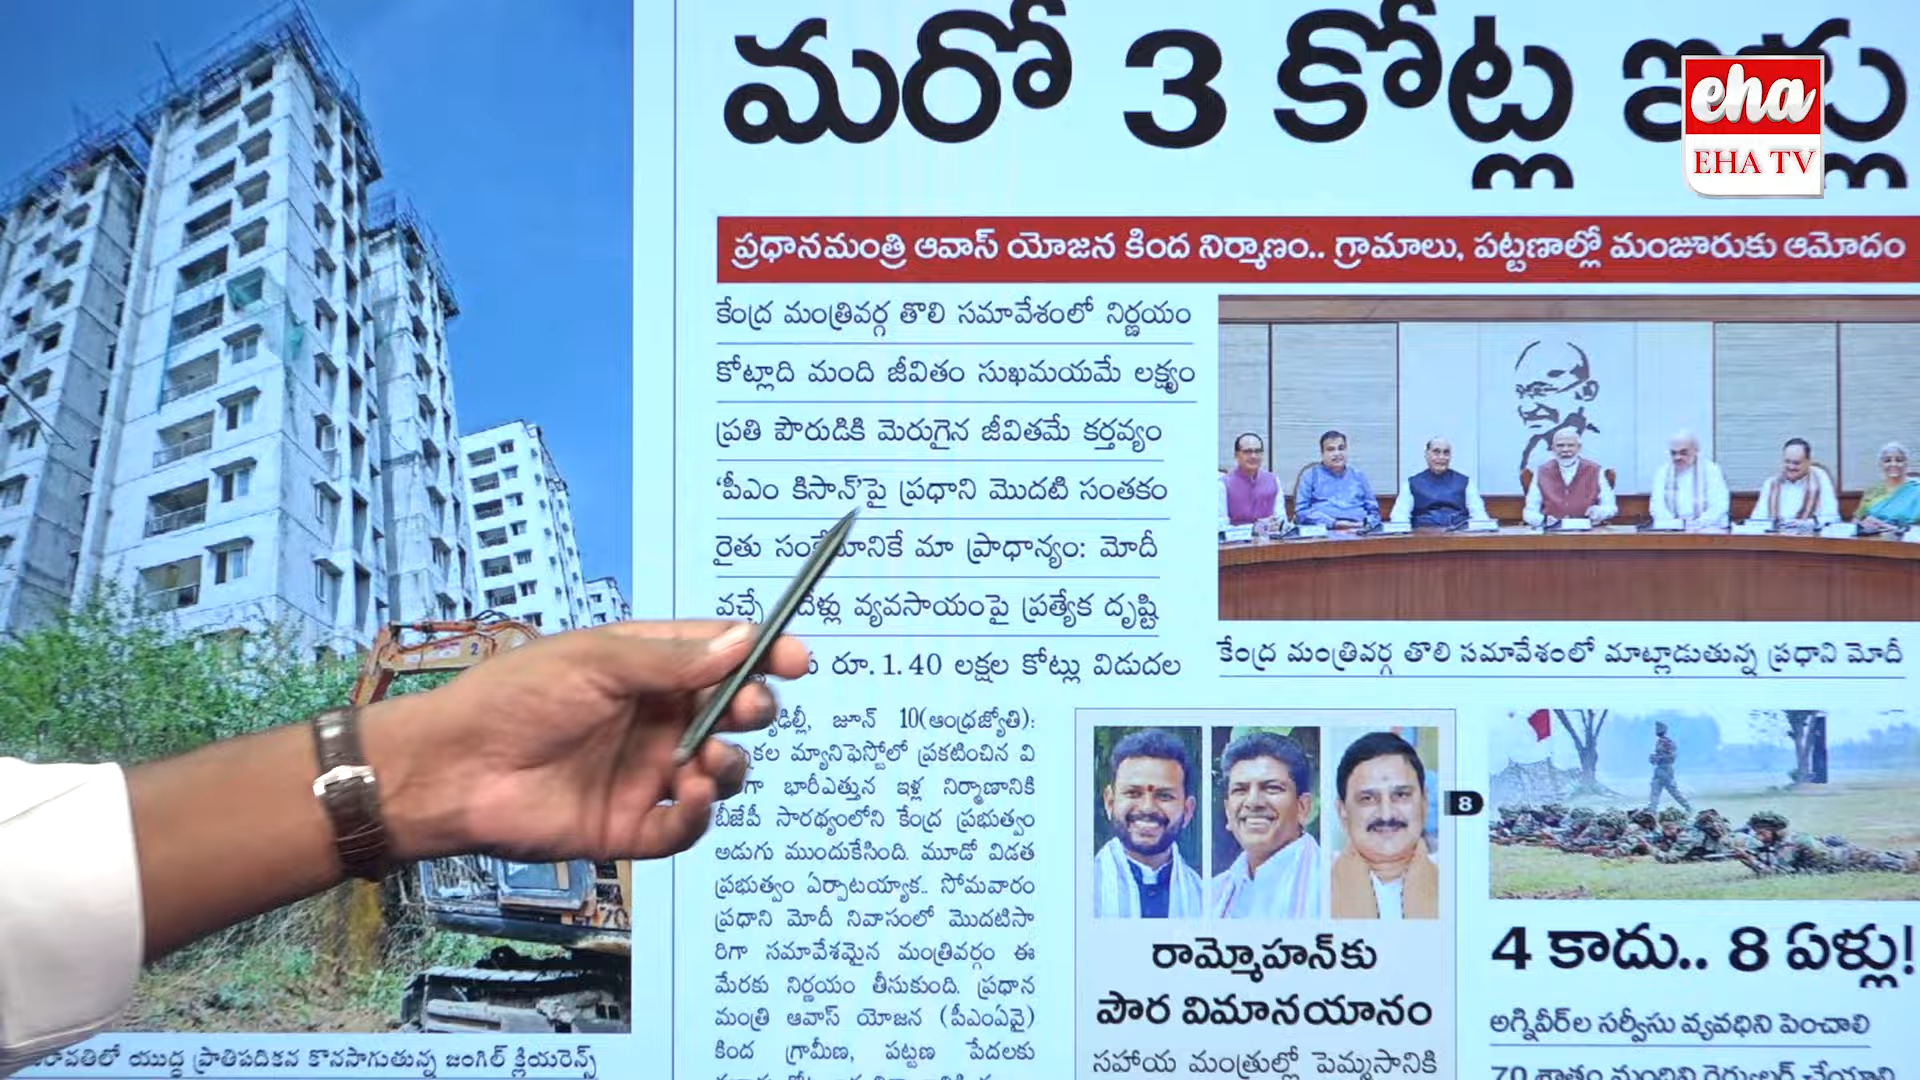 మరో 3 కోట్ల
eha
EHA TV
ప్రధానమంత్రి ఆవాస్ యోజన కింద నిర్మాణం.. గ్రామాలు, పట్టణాల్లో మంజూరుకు ఆమోదం
కేంద్ర మంత్రివర్గ తొలి సమావేశంలో నిర్ణయం
కోట్లాది మంది జీవితం సుఖమయమే లక్ష్యం
ప్రతి పౌరుడికి మెరుగైన జీవితమే కర్తవ్యం
‘పీఎం కిసాన్’పై ప్రధాని మొదటి సంతకం
రైతు మా ప్రాధాన్యం: మోదీ
వచ్చే వ్యవసాయంపై ప్రత్యేక దృష్టి
రూ.1.40 లక్షల కోట్లు విడుదల
కేంద్ర మంత్రివర్గ తొలి సమావేశంలో మాట్లాడుతున్న ప్రధాని మోదీ
జూన్ 10(ఆంధ్రజ్యోతి):
మ్యానిఫెస్టోలో ప్రకటించిన వి
భారీఎత్తున ఇళ్ల నిర్మాణానికి
బీజేపీ సారథ్యంలోని కేంద్ర ప్రభుత్వం
అడుగు ముందుకేసింది. మూడో విడత
ప్రభుత్వం ఏర్పాటయ్యాక.. సోమవారం
ప్రధాని మోదీ నివాసంలో మొదటిసా
రిగా సమావేశమైన మంత్రివర్గం ఈ
మేరకు నిర్ణయం తీసుకుంది. ప్రధాన
మంత్రి ఆవాస్ యోజన (పీఎంఏవై)
కింద గ్రామీణ, పట్టణ పేదలకు
రామ్మోహన్‌కు
పౌర విమానయానం
సహాయ మంత్రుల్లో పెమ్మసానికి
8
4 కాదు.. 8 ఏళ్లు!
అగ్నివీర్‌ల సర్వీసు వ్యవధిని పెంచాలి
70 శాతం మందిని రెగ్యులర్ చేయాలి
యుద్ధ ప్రాతిపదికన కొనసాగుతున్న జంగిల్ క్లియరెన్స్